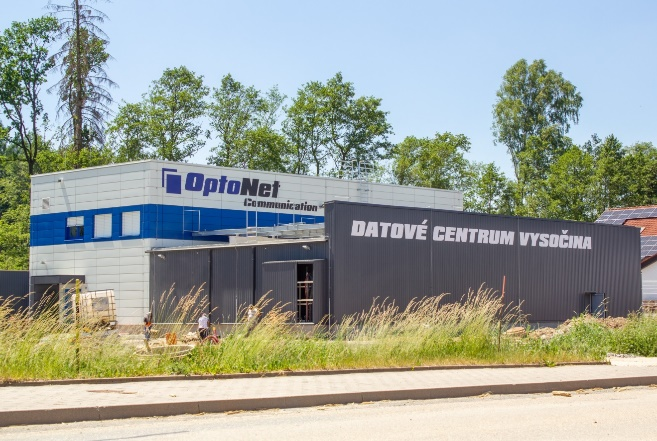 OptoNet
Communication
DATOVÉ CENTRUM VYSOČINA